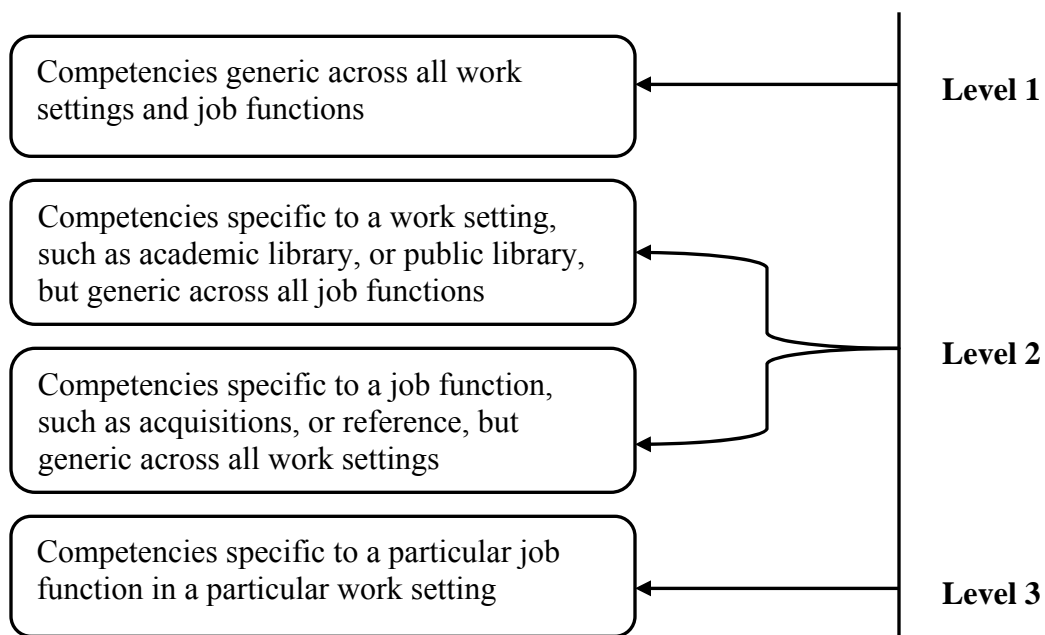 Competencies generic across all work
settings and job functions
Level 1
Competencies specific to a work setting,
such as academic library, or public library,
but generic across all job functions
Level 2
Competencies specific to a job function,
such as acquisitions, or reference, but
generic across all work settings
Competencies specific to a particular job
function in a particular work setting
Level 3